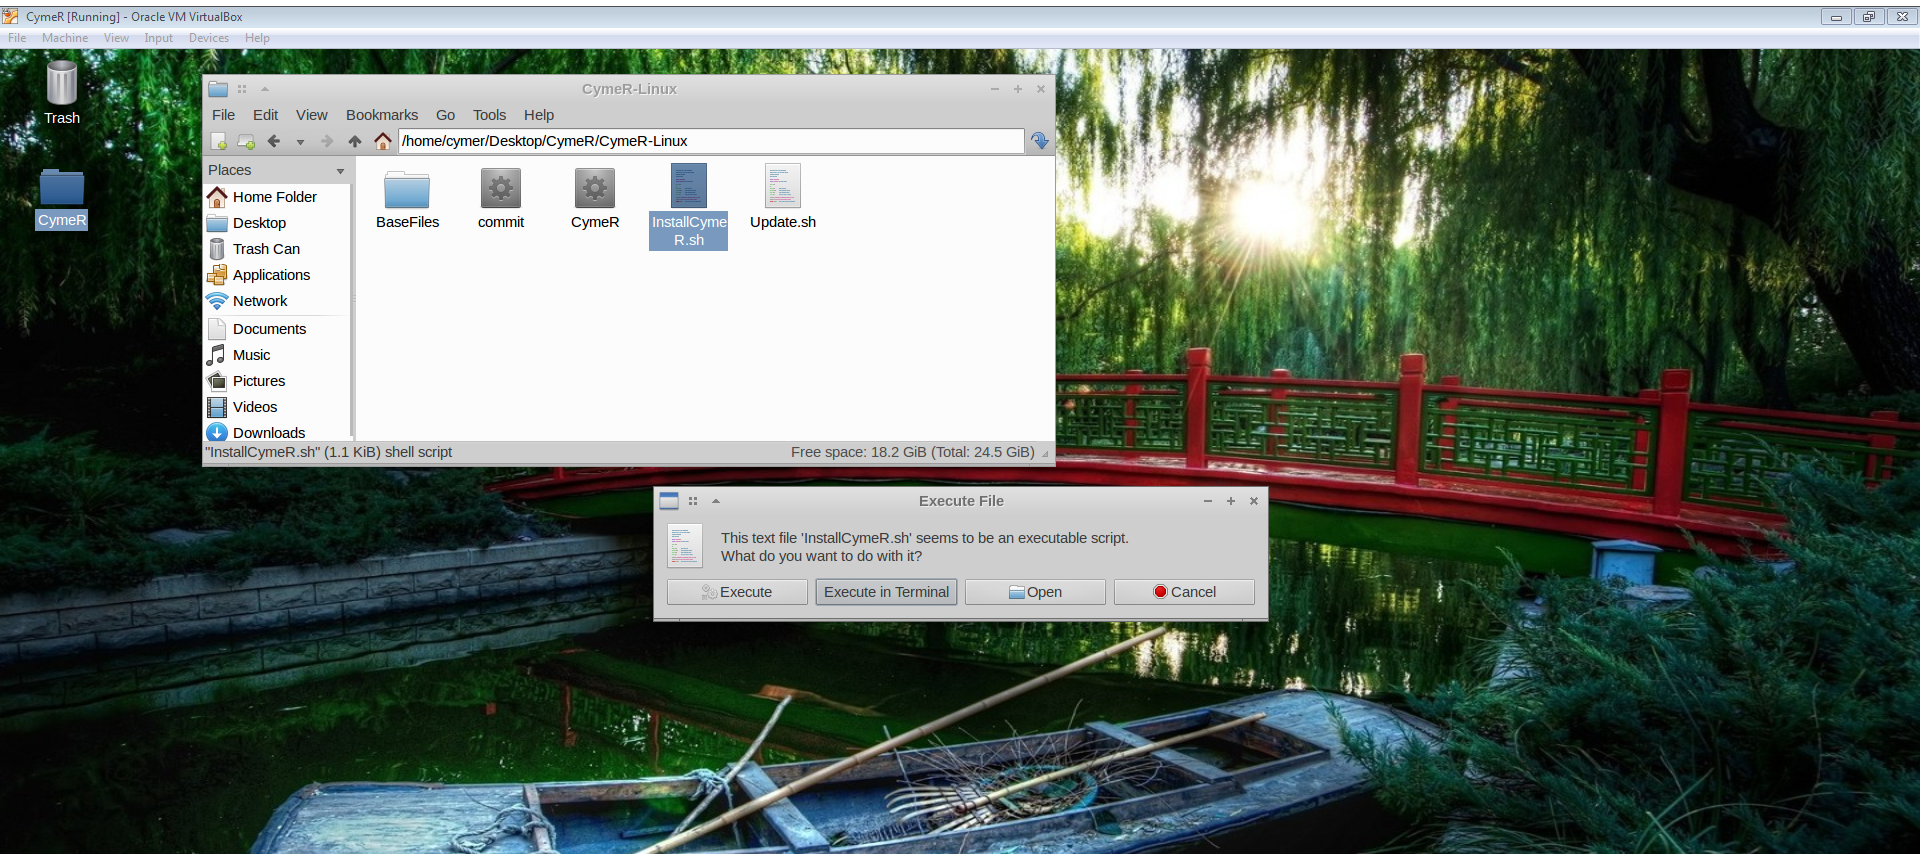 CymeR [Running] - Oracle VM VirtualBox
File Machine View Input Devices Help
Trash
CymeR
CymeR-Linux
File Edit View Bookmarks Go Tools Help
/home/cymer/Desktop/CymeR/CymeR-Linux
Places
Home Folder
Desktop
Trash Can
Applications
Network
Documents
Music
Pictures
Videos
Downloads
BaseFiles
commit
CymeR
InstallCyme
R.sh
Update.sh
"InstallCymeR.sh" (1.1 KiB) shell script
Free space: 18.2 GiB (Total: 24.5 GiB)
Execute File
This text file 'InstallCymeR.sh' seems to be an executable script.
What do you want to do with it?
Execute
Execute in Terminal
Open
Cancel